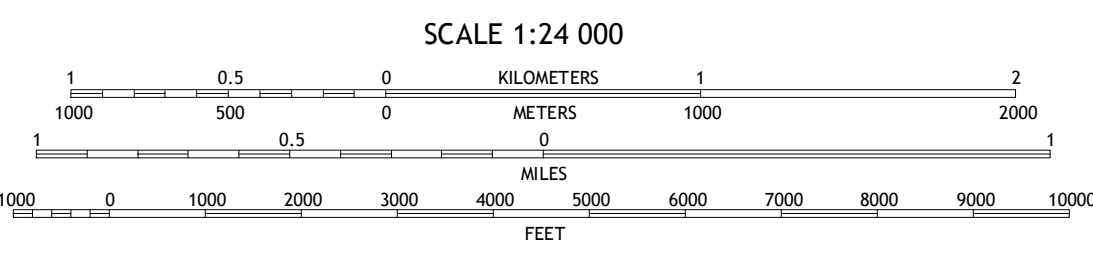 SCALE 1:24 000
1 0.5 0 KILOMETERS 1 2
1000 500 0 METERS 1000 2000
1 0.5 0 1
MILES
1000 0 1000 2000 3000 4000 5000 6000 7000 8000 9000 10000
FEET